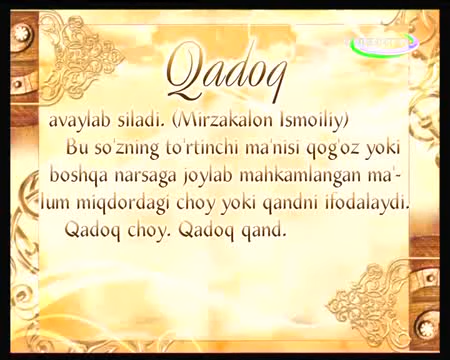 Qadoq
avaylab siladi. (Mirzakalon Ismoiliy)
Bu so'zning to'rtinchi ma'nisi qog'oz yoki
boshqa narsaga joylab mahkamlangan ma'-
lum miqdordagi choy yoki qandni ifodalaydi.
Qadoq choy. Qadoq qand.